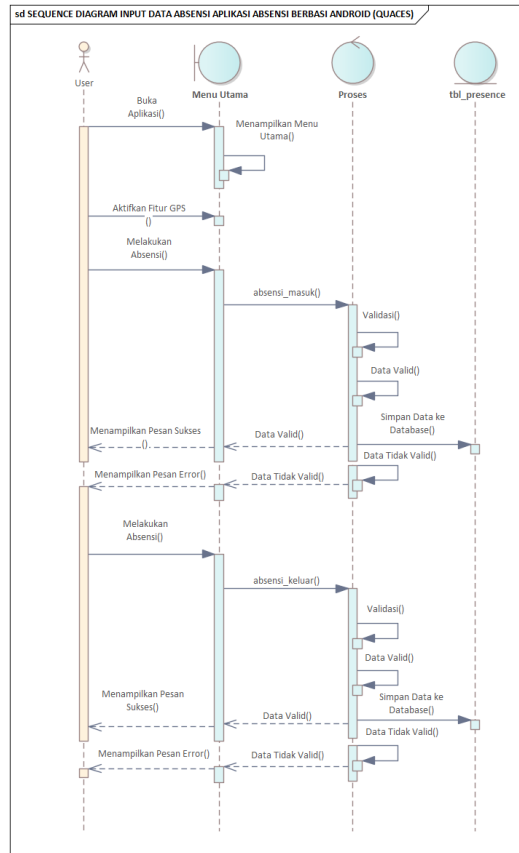 sd SEQUENCE DIAGRAM INPUT DATA ABSENSI APLIKASI ABSENSI BERBASI ANDROID (QUACES)
User
Menu Utama
Proses
tbl_presence
Buka
Aplikasi()
Menampilkan Menu
Utama()
Aktifkan Fitur GPS
()
Melakukan
Absensi()
absensi_masuk()
Validasi()
Data Valid()
Simpan Data ke
Database()
Menampilkan Pesan Sukses
()
Data Valid()
Data Tidak Valid()
Menampilkan Pesan Error()
Data Tidak Valid()
Melakukan
Absensi()
absensi_keluar()
Validasi()
Data Valid()
Simpan Data ke
Database()
Menampilkan Pesan
Sukses()
Data Valid()
Data Tidak Valid()
Menampilkan Pesan Error()
Data Tidak Valid()